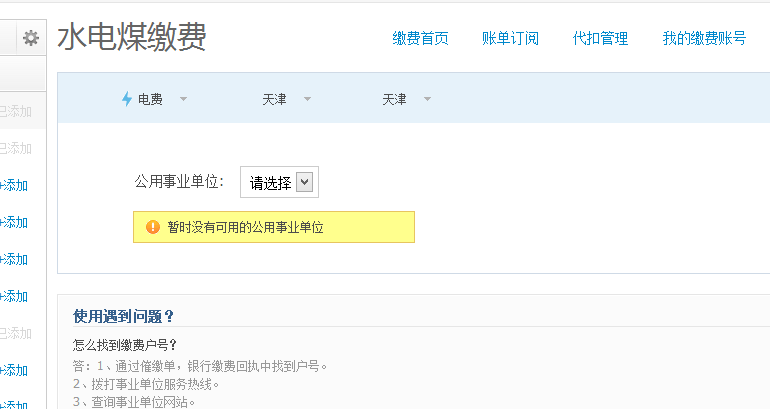 水电煤缴费
缴费首页 账单订阅 代扣管理 我的缴费账号
电费 天津 天津
已添加
已添加
+添加
公用事业单位： 请选择
+添加
暂时没有可用的公用事业单位
+添加
+添加
使用遇到问题？
已添加
怎么找到缴费户号？
答：1、通过催缴单，银行缴费回执中找到户号。
+添加
2、拨打事业单位服务热线。
3、查询事业单位网站。
+添加